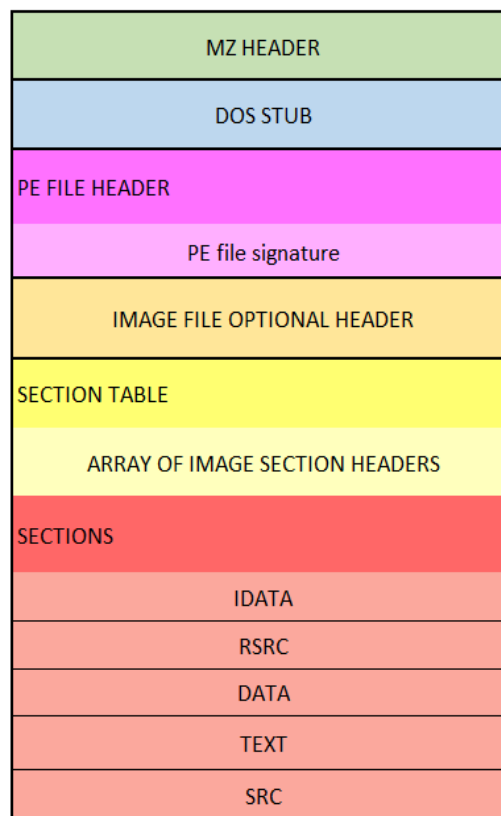 MZ HEADER
DOS STUB
PE FILE HEADER
PE file signature
IMAGE FILE OPTIONAL HEADER
SECTION TABLE
ARRAY OF IMAGE SECTION HEADERS
SECTIONS
IDATA
RSRC
DATA
TEXT
SRC